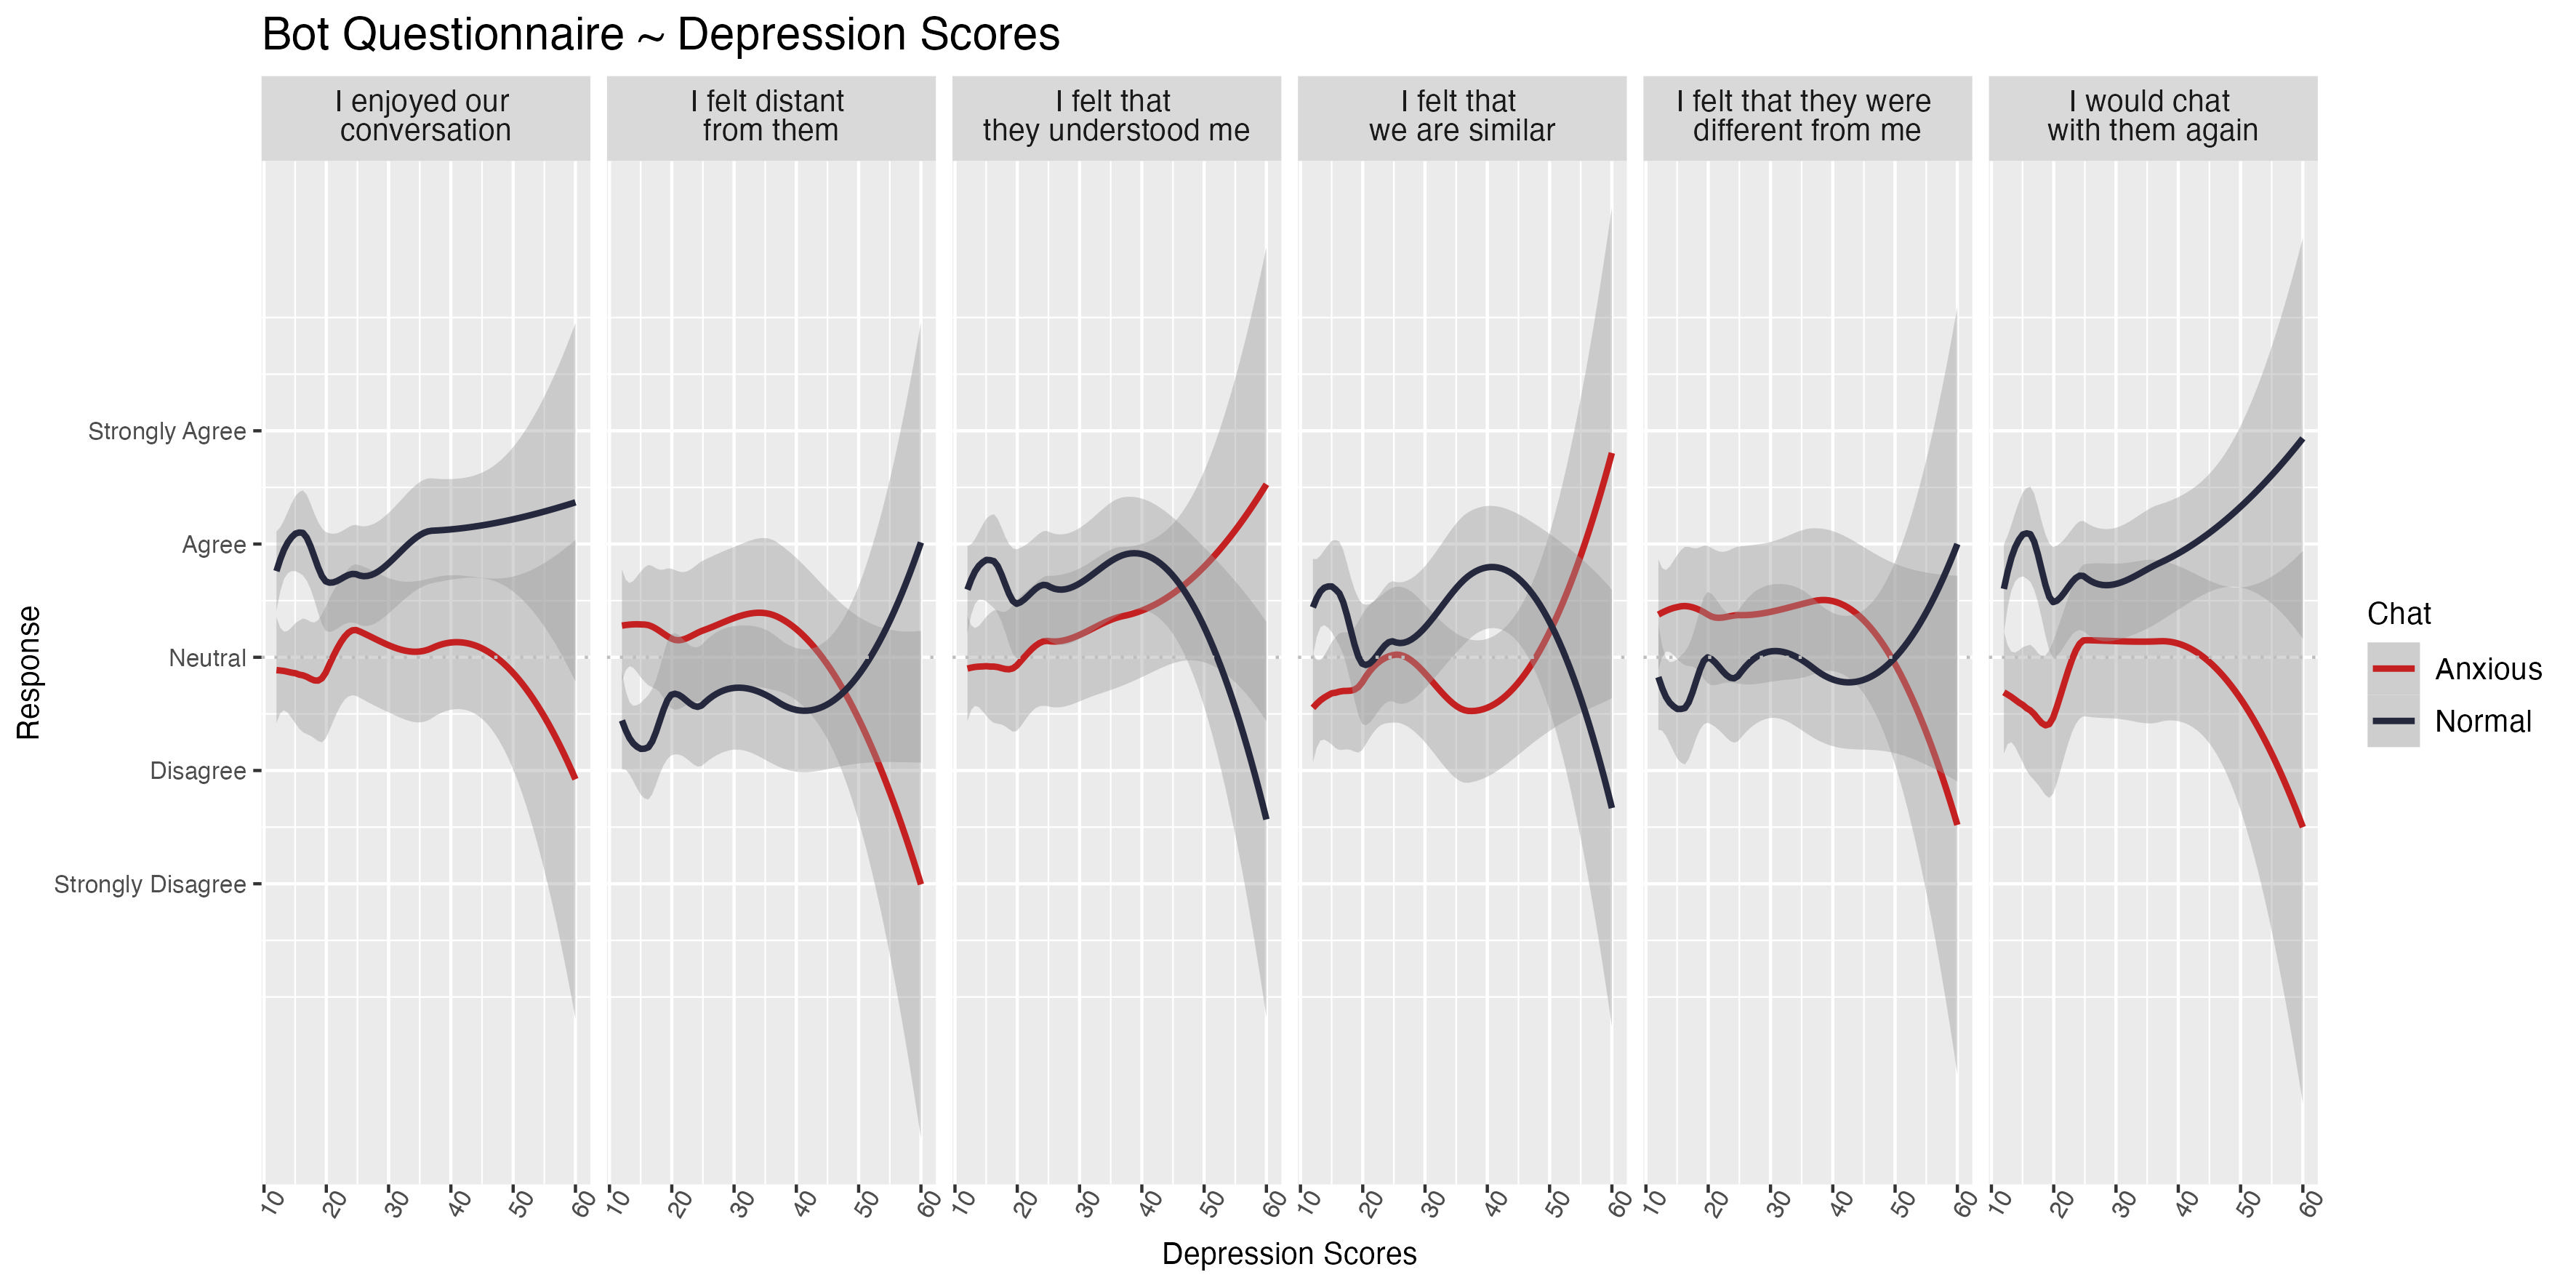 Bot Questionnaire ~ Depression Scores
I enjoyed our
conversation
I felt distant
from them
I felt that
they understood me
I felt that
we are similar
I felt that they were
different from me
I would chat
with them again
Response
Strongly Agree
Agree
Neutral
Disagree
Strongly Disagree
10 20 30 40 50 60
10 20 30 40 50 60
10 20 30 40 50 60
10 20 30 40 50 60
10 20 30 40 50 60
10 20 30 40 50 60
Depression Scores
Chat
Anxious
Normal